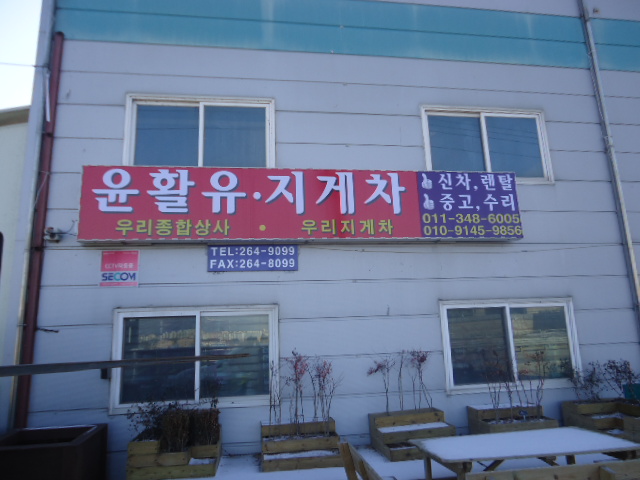 윤활유·지게차
우리종합상사 • 우리지게차
신차, 렌탈
중고, 수리
011-348-6005
010-9145-9856
TEL:264-9099
FAX:264-8099
SECOM